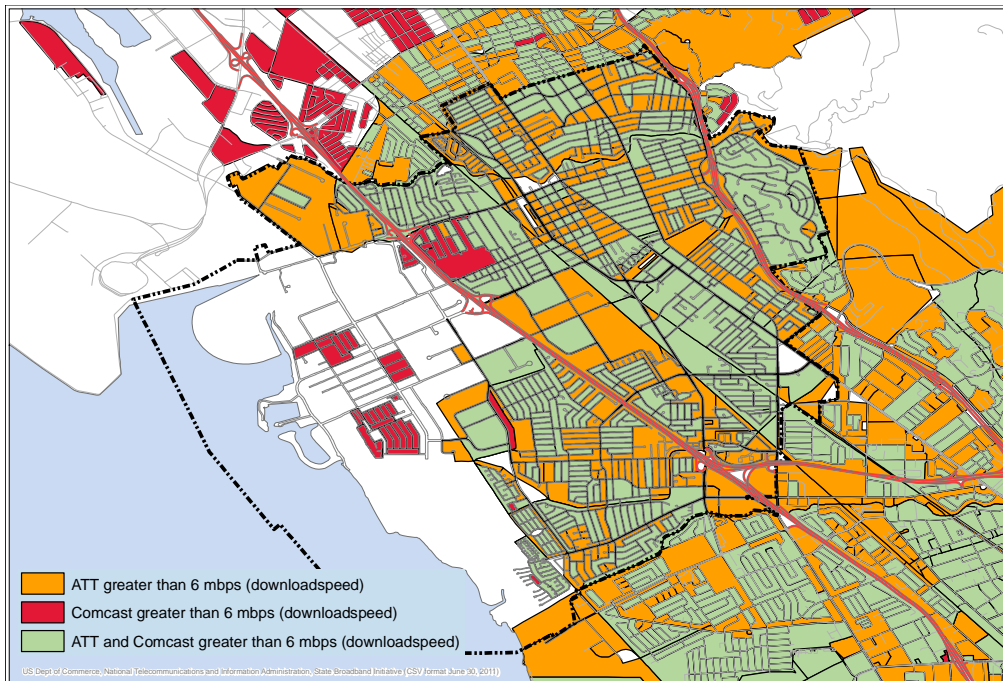 ATT greater than 6 mbps (downloadspeed)
Comcast greater than 6 mbps (downloadspeed)
ATT and Comcast greater than 6 mbps (downloadspeed)
US Dept of Commerce, National Telecommunications and Information Administration, State Broadband Initiative (CSV format June 30, 2011)